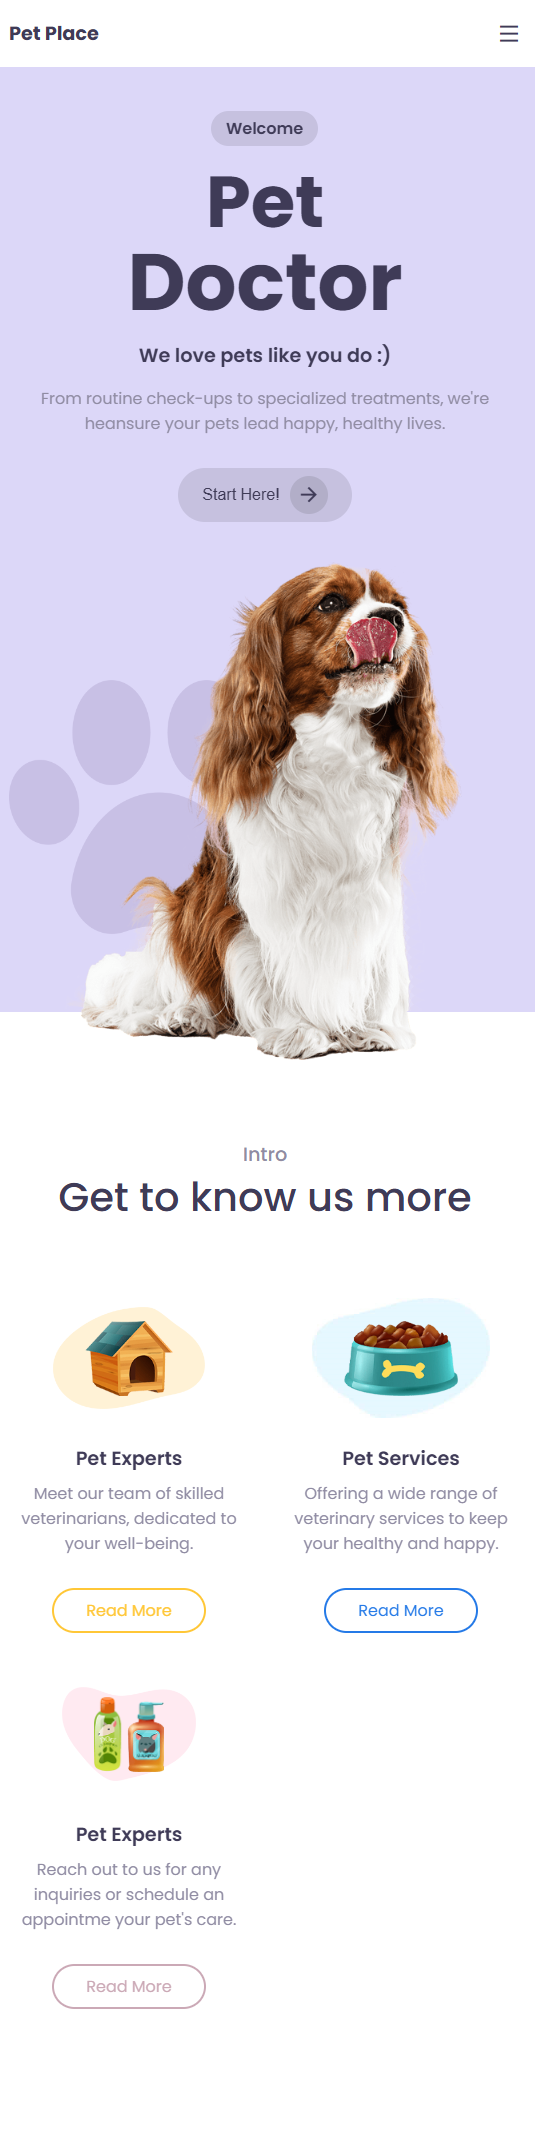 Pet Place
Welcome
Pet
Doctor
We love pets like you do :)
From routine check-ups to specialized treatments, we're
heansure your pets lead happy, healthy lives.
Start Here!
Intro
Get to know us more
Pet Experts
Meet our team of skilled
veterinarians, dedicated to
your well-being.
Read More
Pet Services
Offering a wide range of
veterinary services to keep
your healthy and happy.
Read More
Pet Experts
Reach out to us for any
inquiries or schedule an
appointme your pet's care.
Read More